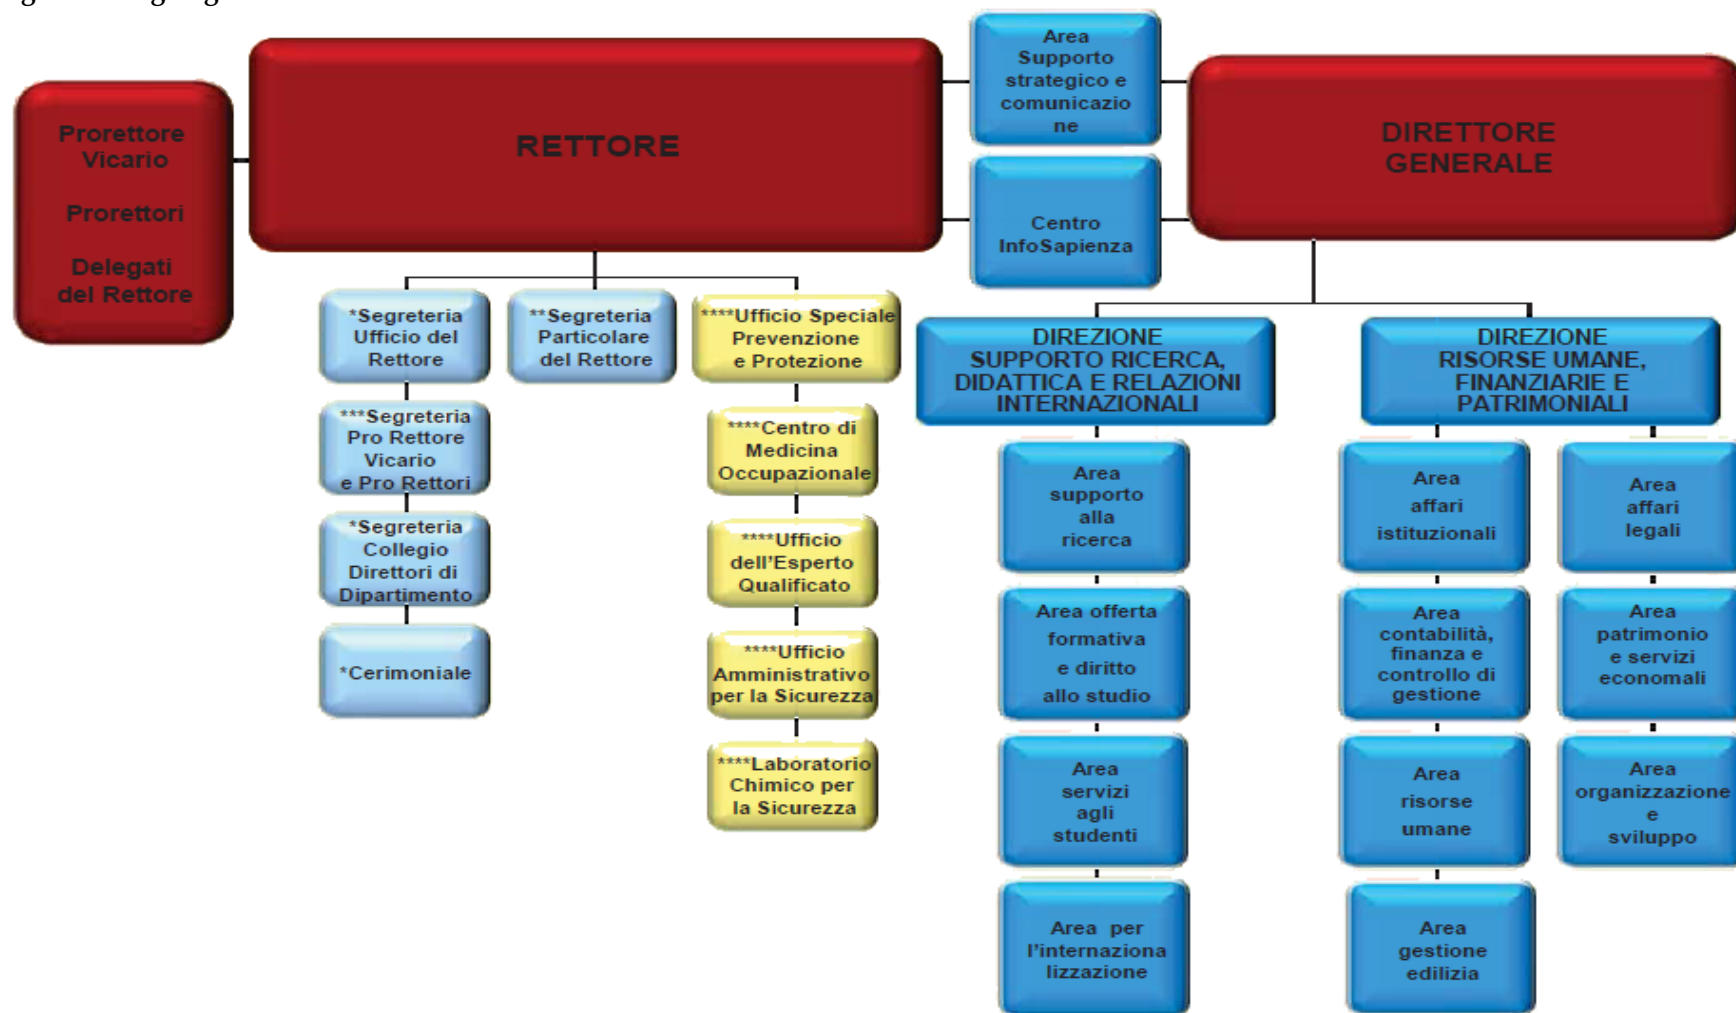 Prorettore
Vicario
Prorettori
Delegati
del Rettore
RETTORE
Area
Supporto
strategico e
comunicazio
ne
Centro
InfoSapienza
DIRETTORE
GENERALE
*Segreteria
Ufficio del
Rettore
***Segreteria
Pro Rettore
Vicario
e Pro Rettori
*Segreteria
Collegio
Direttori di
Dipartimento
*Cerimoniale
**Segreteria
Particolare
del Rettore
****Ufficio Speciale
Prevenzione
e Protezione
****Centro di
Medicina
Occupazionale
****Ufficio
dell'Esperto
Qualificato
****Ufficio
Amministrativo
per la Sicurezza
****Laboratorio
Chimico per
la Sicurezza
DIREZIONE
SUPPORTO RICERCA,
DIDATTICA E RELAZIONI
INTERNAZIONALI
Area
supporto
alla
ricerca
Area offerta
formativa
e diritto
allo studio
Area
servizi
agli
studenti
Area per
l'internaziona
lizzazione
DIREZIONE
RISORSE UMANE,
FINANZIARIE E
PATRIMONIALI
Area
affari
istituzionali
Area
contabilità,
finanza e
controllo di
gestione
Area
risorse
umane
Area
gestione
edilizia
Area
affari
legali
Area
patrimonio
e servizi
economali
Area
organizzazione
e
sviluppo